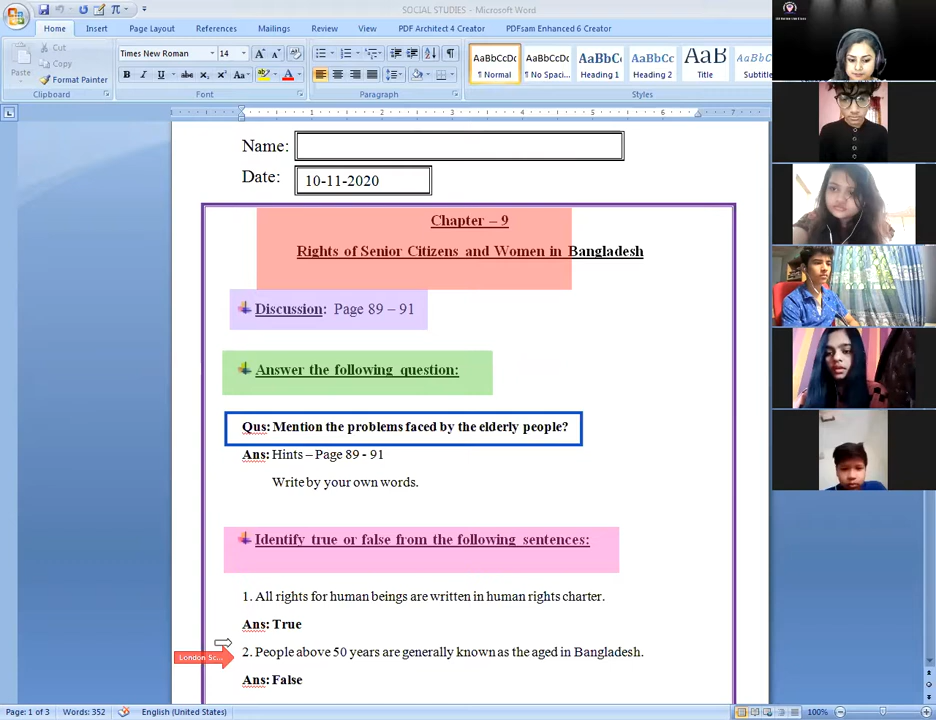 SOCIAL STUDIES - Microsoft Word
Home Insert Page Layout References Mailings Review View PDF Architect 4 Creator PDFsam Enhanced 6 Creator
Cut
Copy
Paste
Format Painter
Clipboard
Times New Roman 14
Font
Paragraph
AaBbCcDc AaBbCcDc AaBbC AaBbCc AaB AaBbCc
¶ Normal ¶ No Spaci... Heading 1 Heading 2 Title Subtitle
Styles
Name:
Date: 10-11-2020
Chapter – 9
Rights of Senior Citizens and Women in Bangladesh
Discussion: Page 89 – 91
Answer the following question:
Qus: Mention the problems faced by the elderly people?
Ans: Hints – Page 89 - 91
Write by your own words.
Identify true or false from the following sentences:
1. All rights for human beings are written in human rights charter.
Ans: True
London Sc...
2. People above 50 years are generally known as the aged in Bangladesh.
Ans: False
Page: 1 of 3 Words: 352 English (United States) 100%